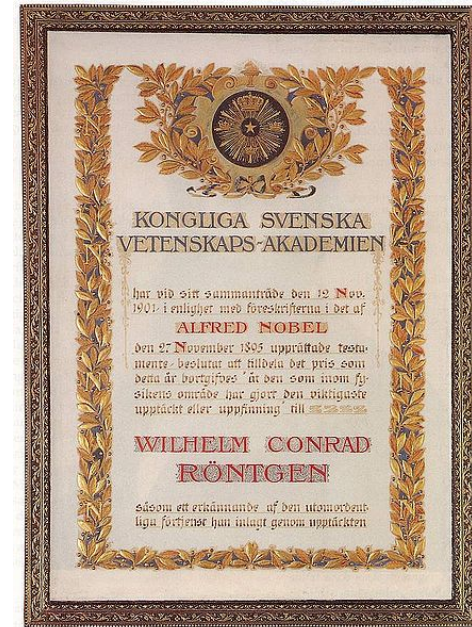 KONGLIGA SVENSKA
VETENSKAPS-AKADEMIEN
har vid sitt sammanträde den 12 Nov.
1901 i enlighet med föreskrifterna i det af
ALFRED NOBEL
den 27 November 1895 upprättade testa-
mente beslutat att tilldela det pris som
detta år bortgifves "åt den som inom fy-
sikens område har gjort den viktigaste
upptäckt eller uppfinning" till
WILHELM CONRAD
RÖNTGEN
såsom ett erkännande af den utomordent-
liga förtjenst han inlagt genom upptäckten